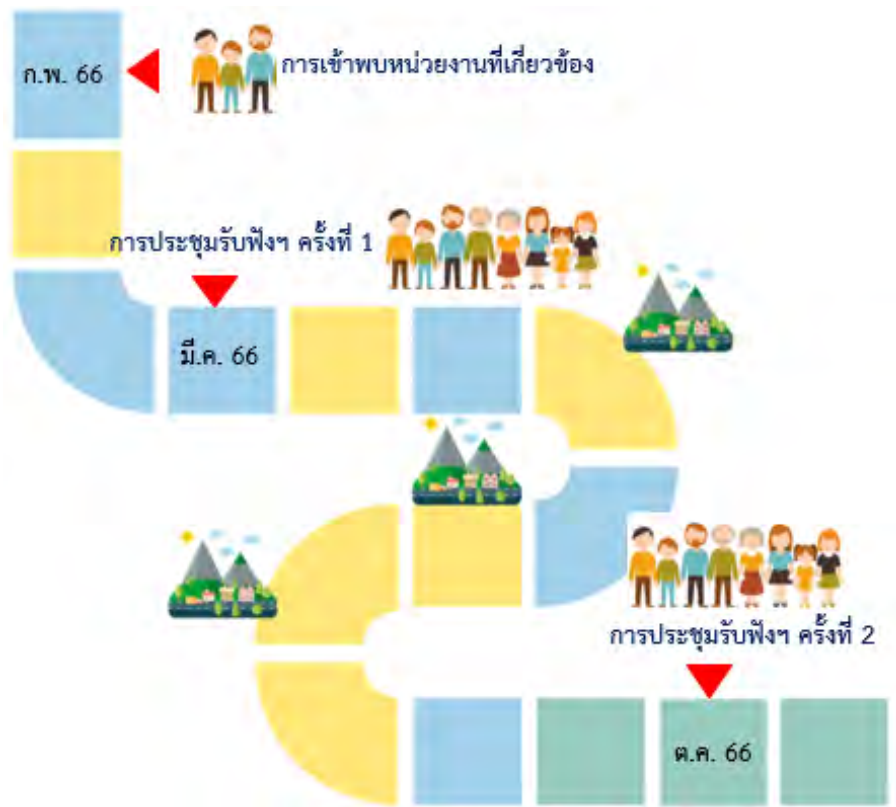 ก.พ. 66
การเข้าพบหน่วยงานที่เกี่ยวข้อง
การประชุมรับฟังฯ ครั้งที่ 1
มี.ค. 66
การประชุมรับฟังฯ ครั้งที่ 2
ต.ค. 66